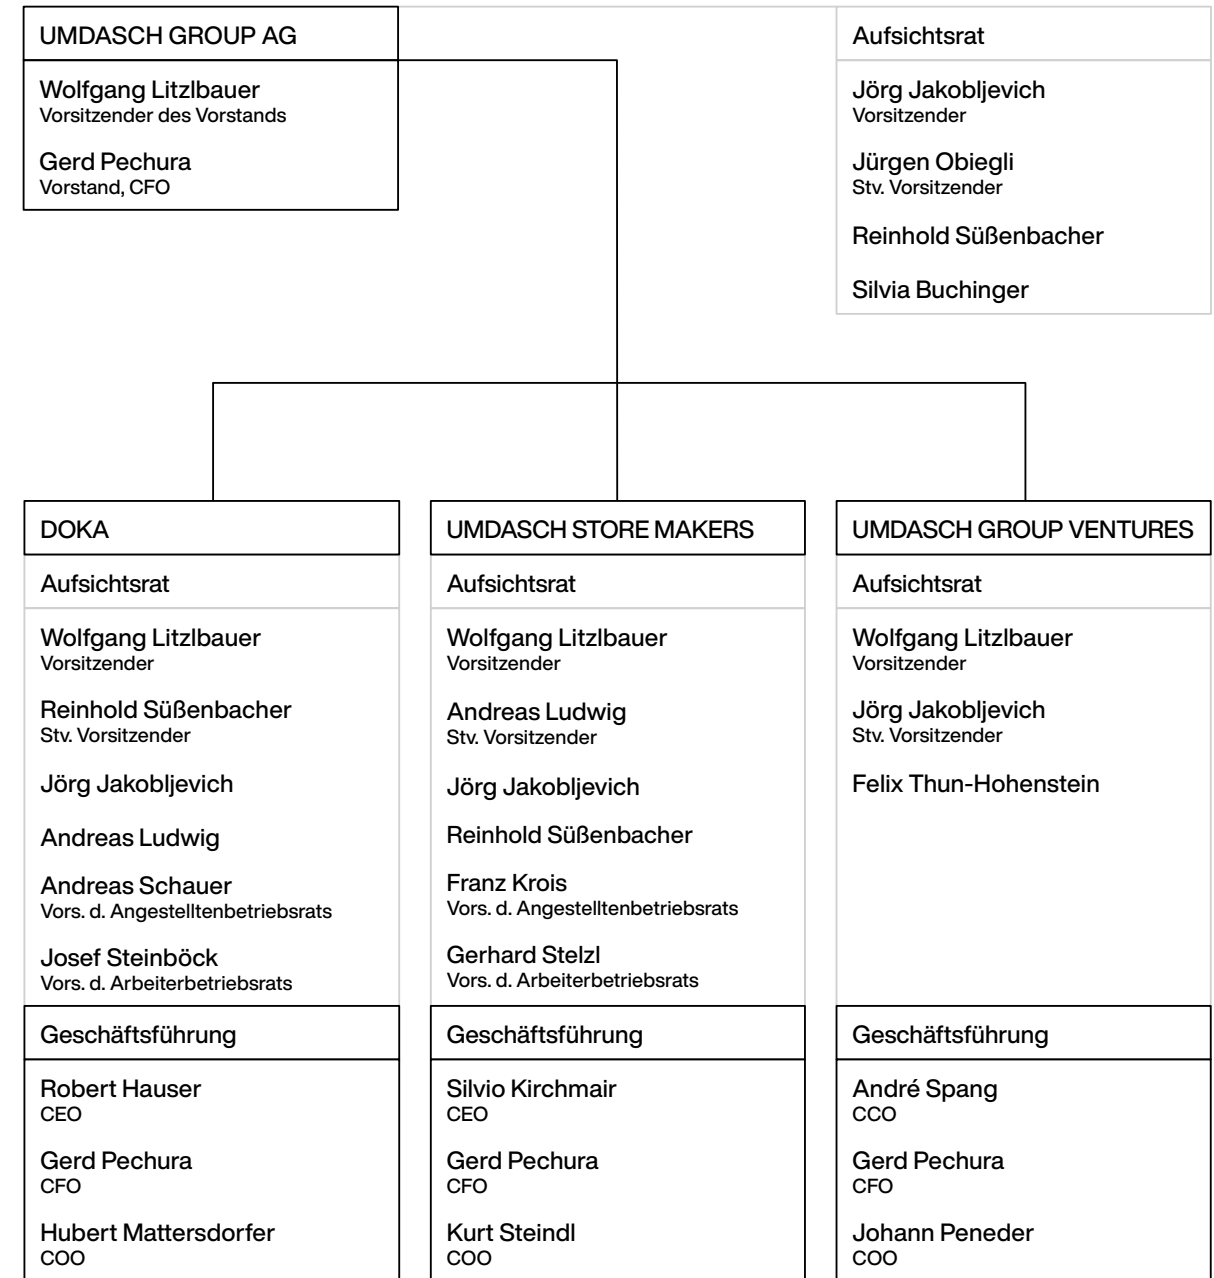 UMDASCH GROUP AG
Wolfgang Litzlbauer
Vorsitzender des Vorstands
Gerd Pechura
Vorstand, CFO
Aufsichtsrat
Jörg Jakobljevich
Vorsitzender
Jürgen Obiegli
Stv. Vorsitzender
Reinhold Süßenbacher
Silvia Buchinger
DOKA
Aufsichtsrat
Wolfgang Litzlbauer
Vorsitzender
Reinhold Süßenbacher
Stv. Vorsitzender
Jörg Jakobljevich
Andreas Ludwig
Andreas Schauer
Vors. d. Angestelltenbetriebsrats
Josef Steinböck
Vors. d. Arbeiterbetriebsrats
Geschäftsführung
Robert Hauser
CEO
Gerd Pechura
CFO
Hubert Mattersdorfer
COO
UMDASCH STORE MAKERS
Aufsichtsrat
Wolfgang Litzlbauer
Vorsitzender
Andreas Ludwig
Stv. Vorsitzender
Jörg Jakobljevich
Reinhold Süßenbacher
Franz Krois
Vors. d. Angestelltenbetriebsrats
Gerhard Stelzl
Vors. d. Arbeiterbetriebsrats
Geschäftsführung
Silvio Kirchmair
CEO
Gerd Pechura
CFO
Kurt Steindl
COO
UMDASCH GROUP VENTURES
Aufsichtsrat
Wolfgang Litzlbauer
Vorsitzender
Jörg Jakobljevich
Stv. Vorsitzender
Felix Thun-Hohenstein
Geschäftsführung
André Spang
CCO
Gerd Pechura
CFO
Johann Peneder
COO